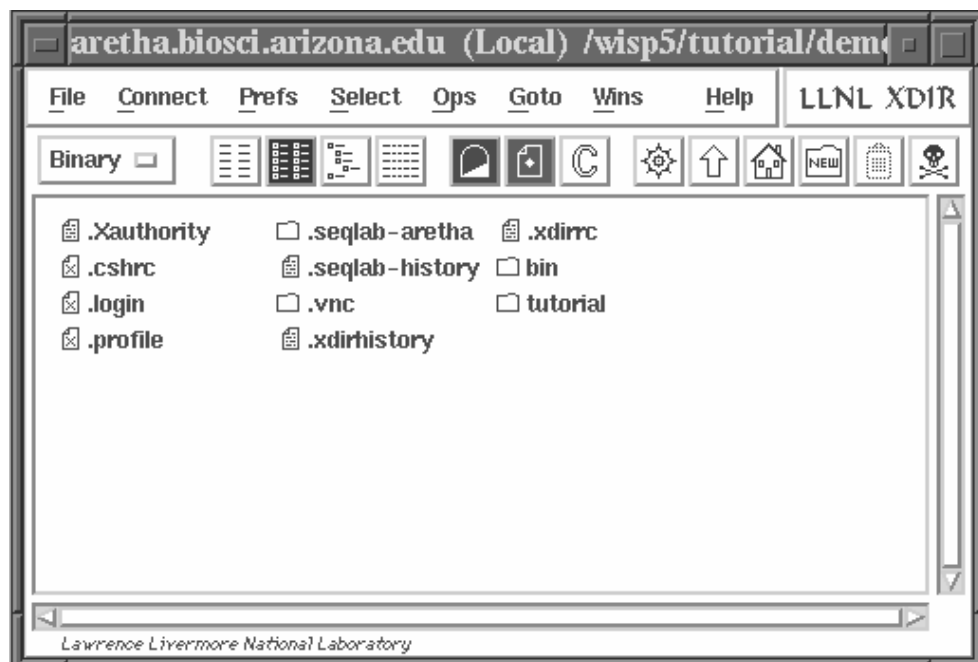 aretha.biosci.arizona.edu (Local) /wisp5/tutorial/dem
File Connect Prefs Select Ops Goto Wins Help LLNL XDIR
Binary C NEW
.Xauthority .seqlab-aretha .xdirrc
.cshrc .seqlab-history bin
.login .vnc tutorial
.profile .xdirhistory
Lawrence Livermore National Laboratory